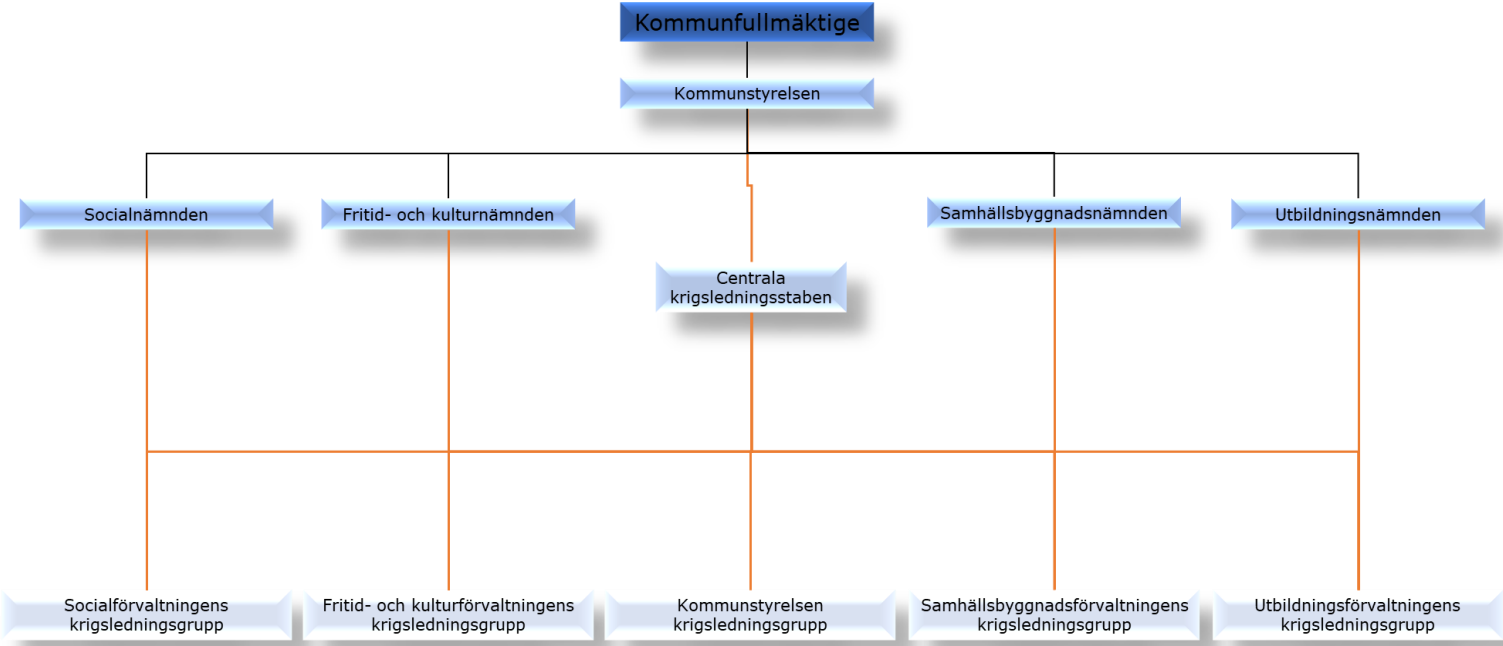 Kommunfullmäktige
Kommunstyrelsen
Socialnämnden
Fritid- och kulturnämnden
Samhällsbyggnadsnämnden
Utbildningsnämnden
Centrala
krigsledningsstaben
Socialförvaltningens
krigsledningsgrupp
Fritid- och kulturförvaltningens
krigsledningsgrupp
Kommunstyrelsen
krigsledningsgrupp
Samhällsbyggnadsförvaltningens
krigsledningsgrupp
Utbildningsförvaltningens
krigsledningsgrupp